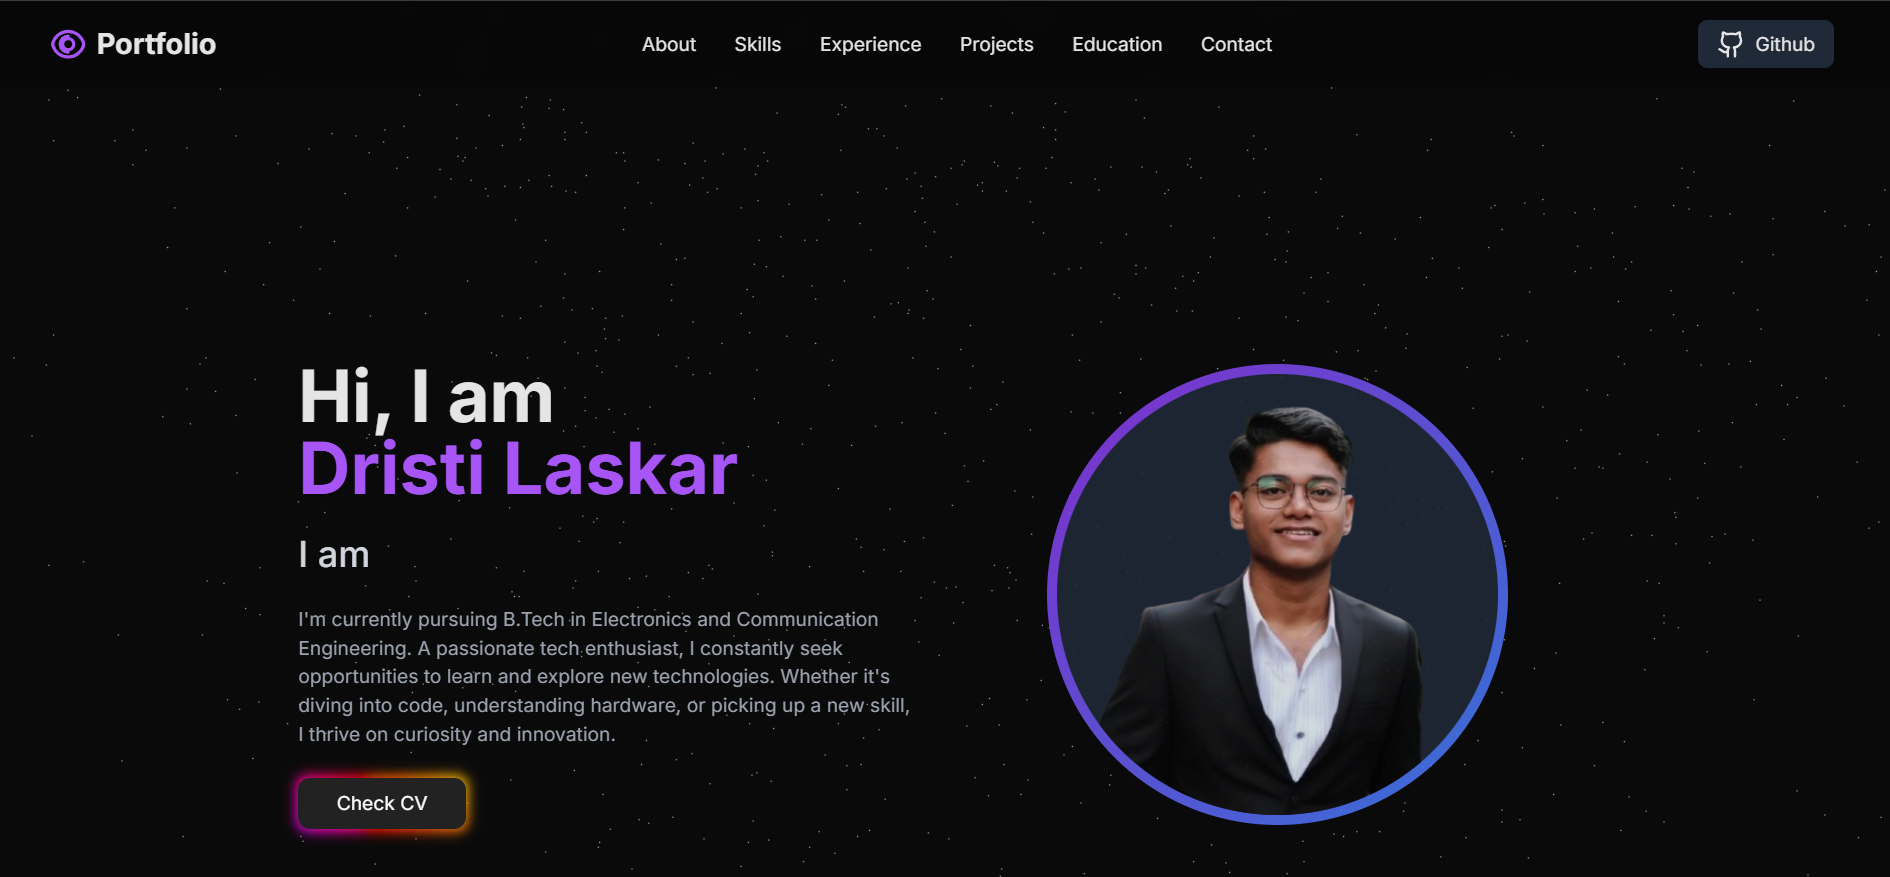 Portfolio
About Skills Experience Projects Education Contact
Github
Hi, I am
Dristi Laskar
I am
I'm currently pursuing B.Tech in Electronics and Communication
Engineering. A passionate tech enthusiast, I constantly seek
opportunities to learn and explore new technologies. Whether it's
diving into code, understanding hardware, or picking up a new skill,
I thrive on curiosity and innovation.
Check CV